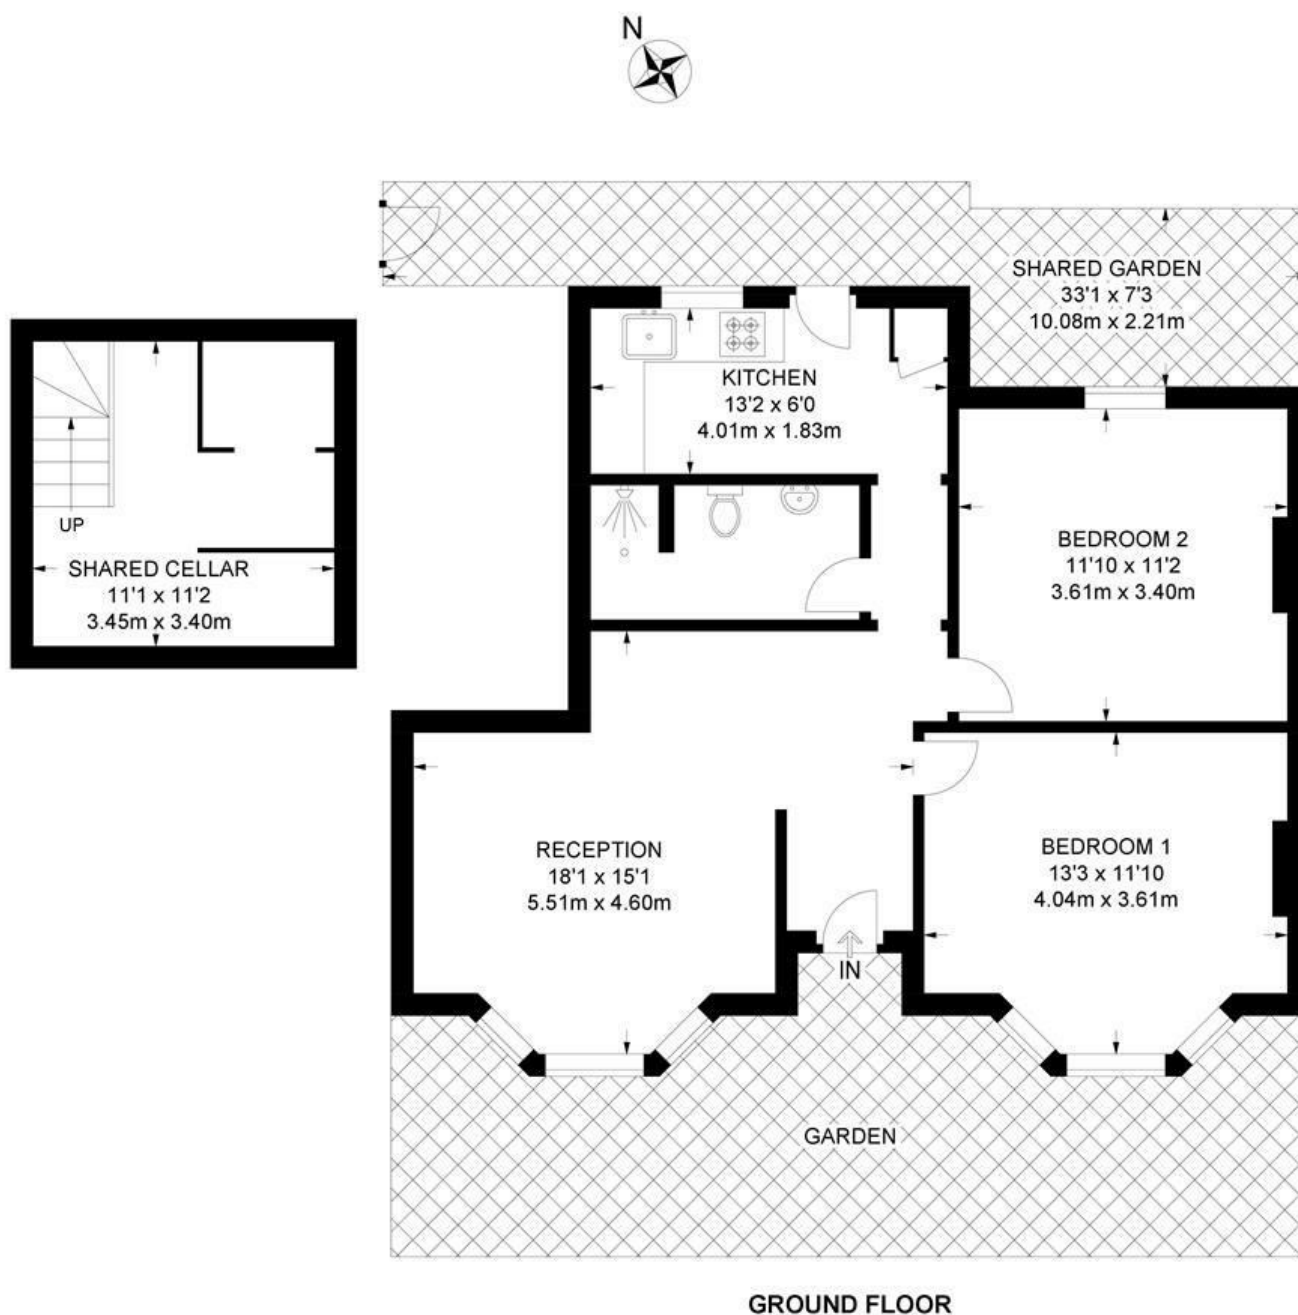 N
SHARED GARDEN
33'1 x 7'3
10.08m x 2.21m
KITCHEN
13'2 x 6'0
4.01m x 1.83m
UP
SHARED CELLAR
11'1 x 11'2
3.45m x 3.40m
BEDROOM 2
11'10 x 11'2
3.61m x 3.40m
RECEPTION
18'1 x 15'1
5.51m x 4.60m
BEDROOM 1
13'3 x 11'10
4.04m x 3.61m
IN
GARDEN
GROUND FLOOR